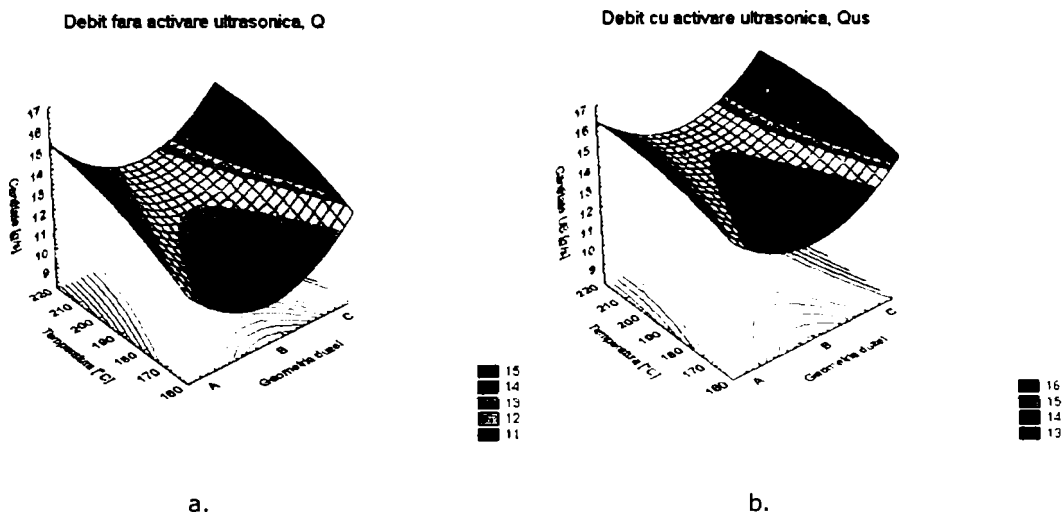 Debit fara activare ultrasonica, Q
17
16
15
14
13
12
11
10
9
220
210
200
190
180
170
160
Temperatura [°C]
A
B
C
Geometria duzei
15
14
13
12
11
a.
Debit cu activare ultrasonica, Qus
17
16
15
14
13
12
11
10
9
220
210
200
190
180
170
160
Temperatura [°C]
A
B
C
Geometria duzei
16
15
14
13
b.